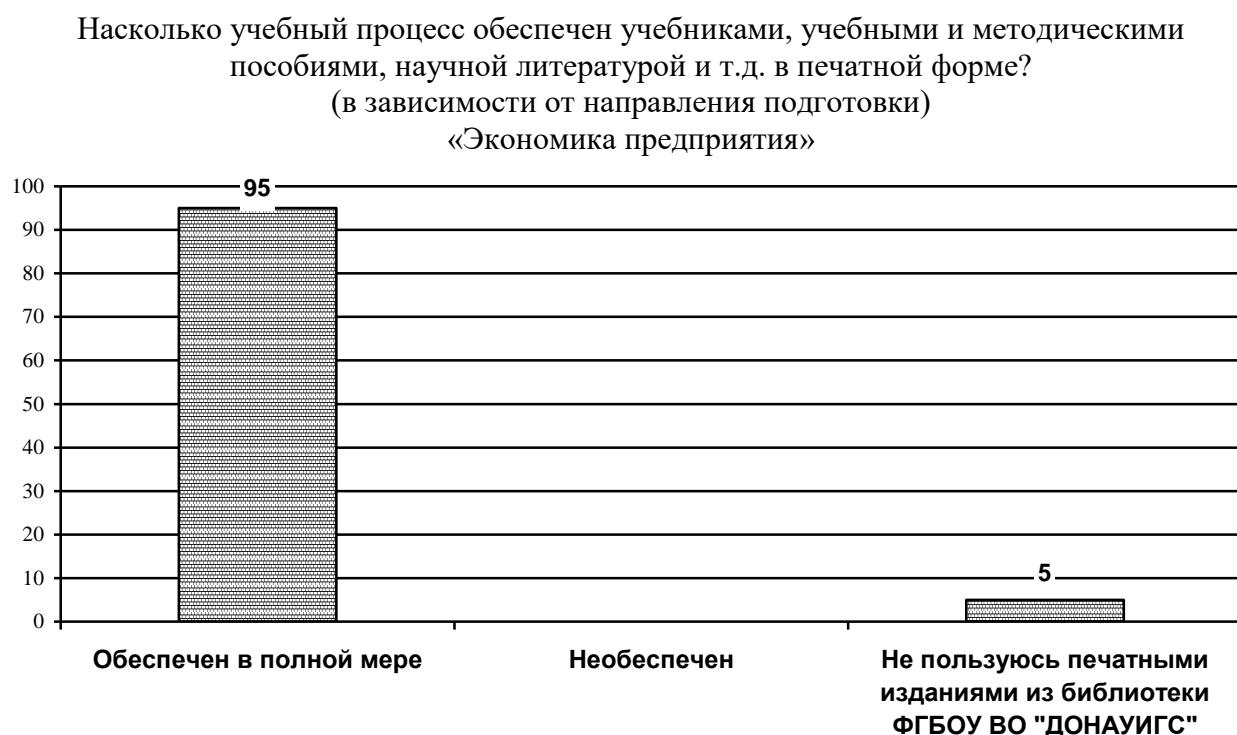 Насколько учебный процесс обеспечен учебниками, учебными и методическими
пособиями, научной литературой и т.д. в печатной форме?
(в зависимости от направления подготовки)
«Экономика предприятия»
100
95
90
80
70
60
50
40
30
20
10
5
0
Обеспечен в полной мере
Необеспечен
Не пользуюсь печатными
изданиями из библиотеки
ФГБОУ ВО "ДОНАУИГС"